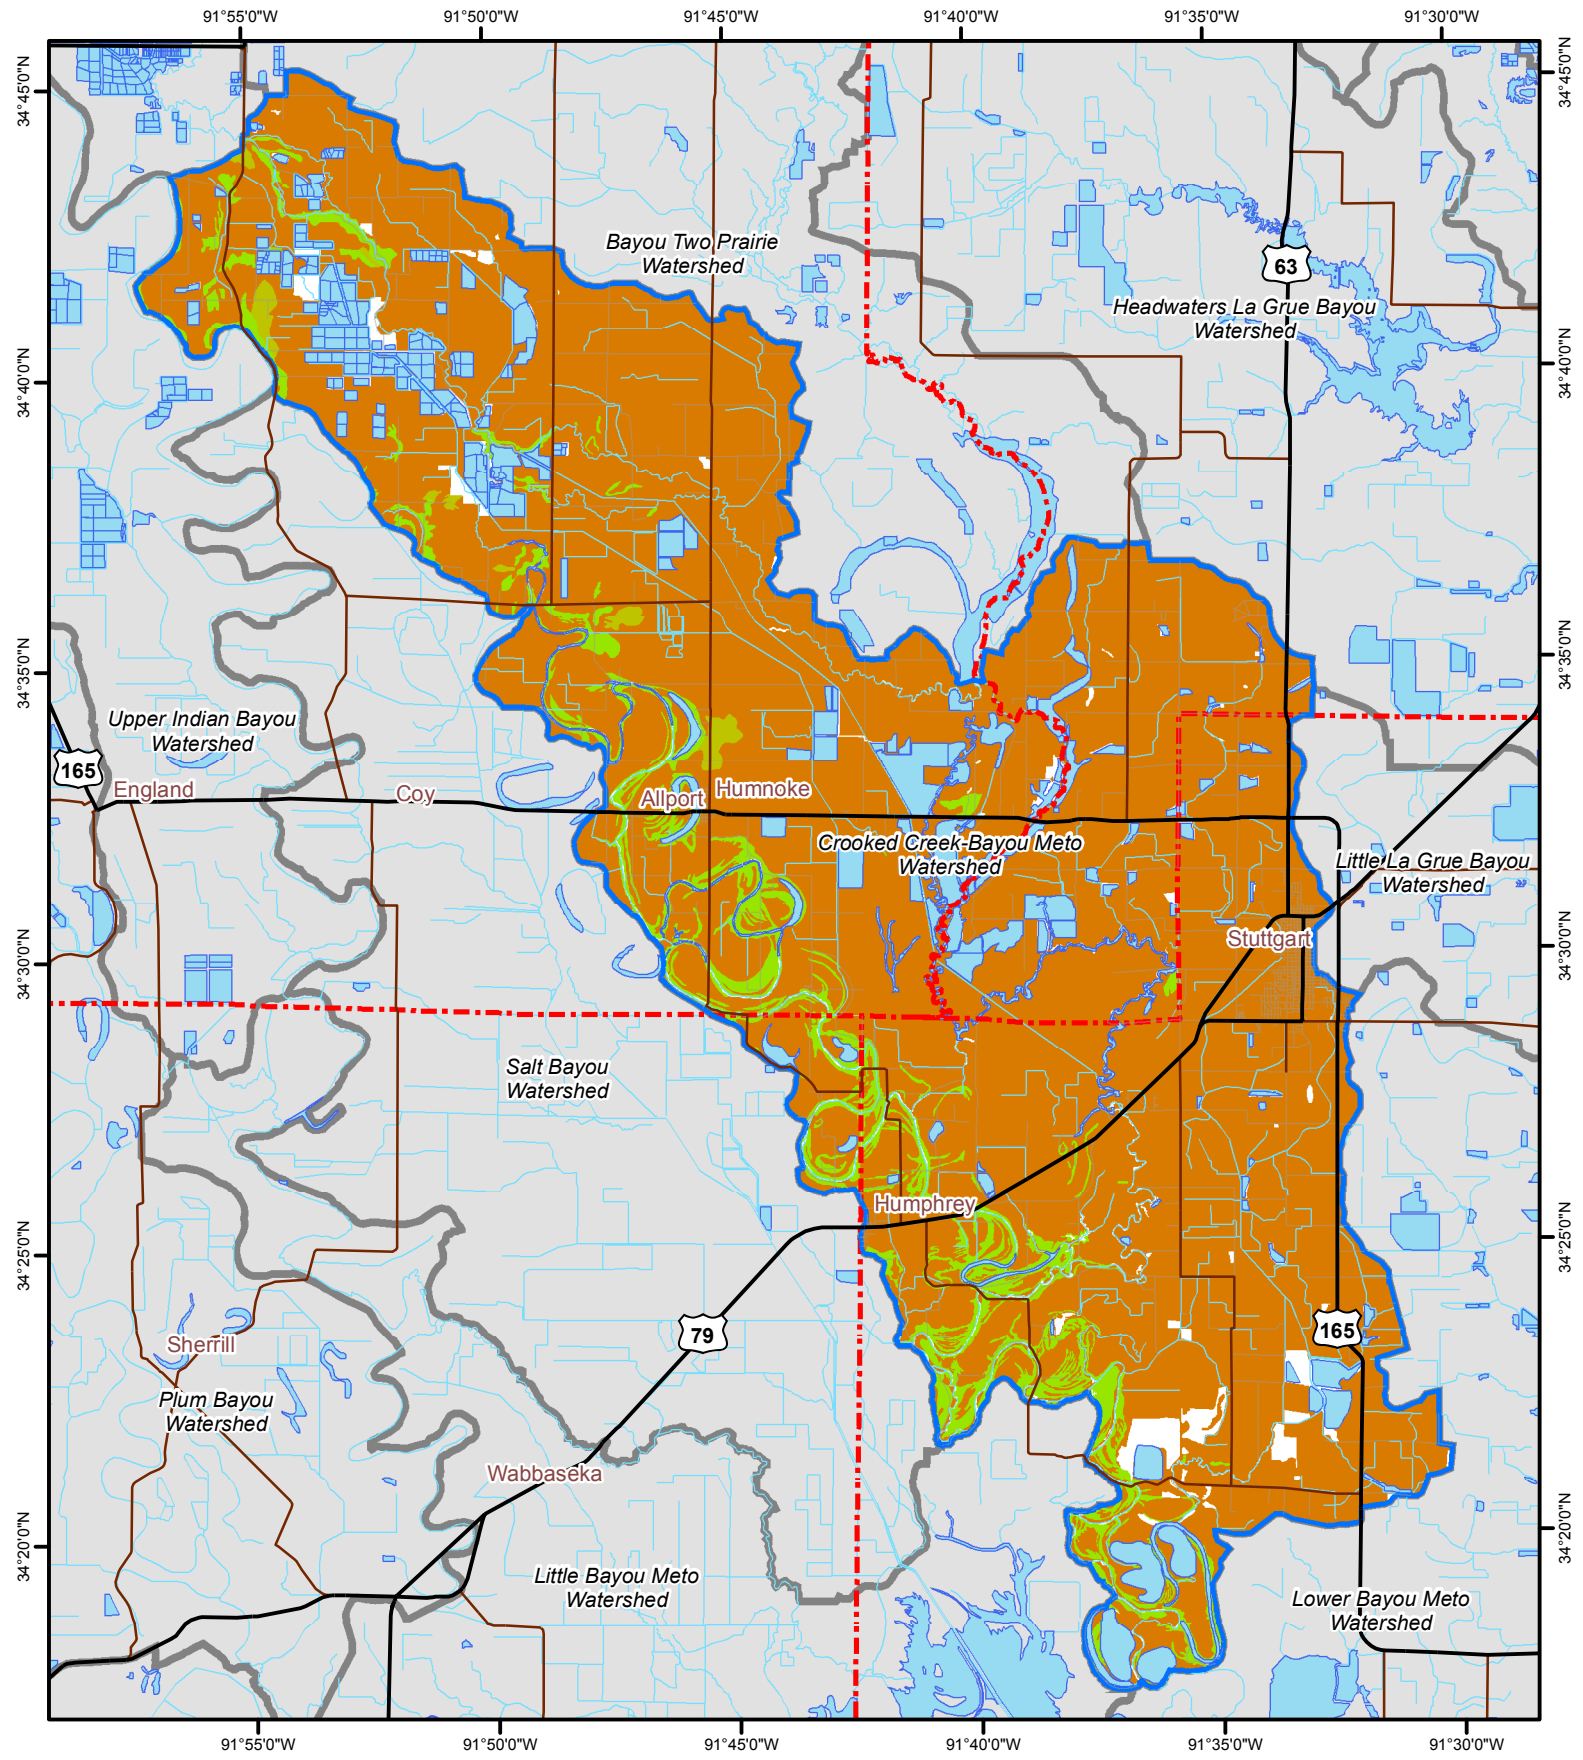 91°55'0"W 91°50'0"W 91°45'0"W 91°40'0"W 91°35'0"W 91°30'0"W
34°45'0"N
34°45'0"N
Bayou Two Prairie
Watershed
63
Headwaters La Grue Bayou
Watershed
34°40'0"N
34°40'0"N
34°35'0"N
34°35'0"N
Upper Indian Bayou
Watershed
165
England
Coy
Allport
Humnoke
Crooked Creek-Bayou Meto
Watershed
Little La Grue Bayou
Watershed
Stuttgart
34°30'0"N
34°30'0"N
Salt Bayou
Watershed
Humphrey
34°25'0"N
34°25'0"N
79
165
Sherrill
Plum Bayou
Watershed
Wabbaseka
34°20'0"N
34°20'0"N
Little Bayou Meto
Watershed
Lower Bayou Meto
Watershed
91°55'0"W 91°50'0"W 91°45'0"W 91°40'0"W 91°35'0"W 91°30'0"W